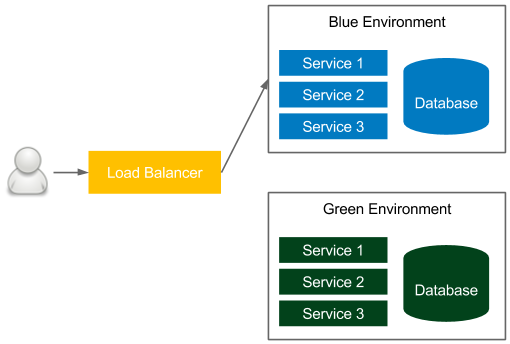 Blue Environment
Service 1
Service 2
Service 3
Database
Load Balancer
Green Environment
Service 1
Service 2
Service 3
Database